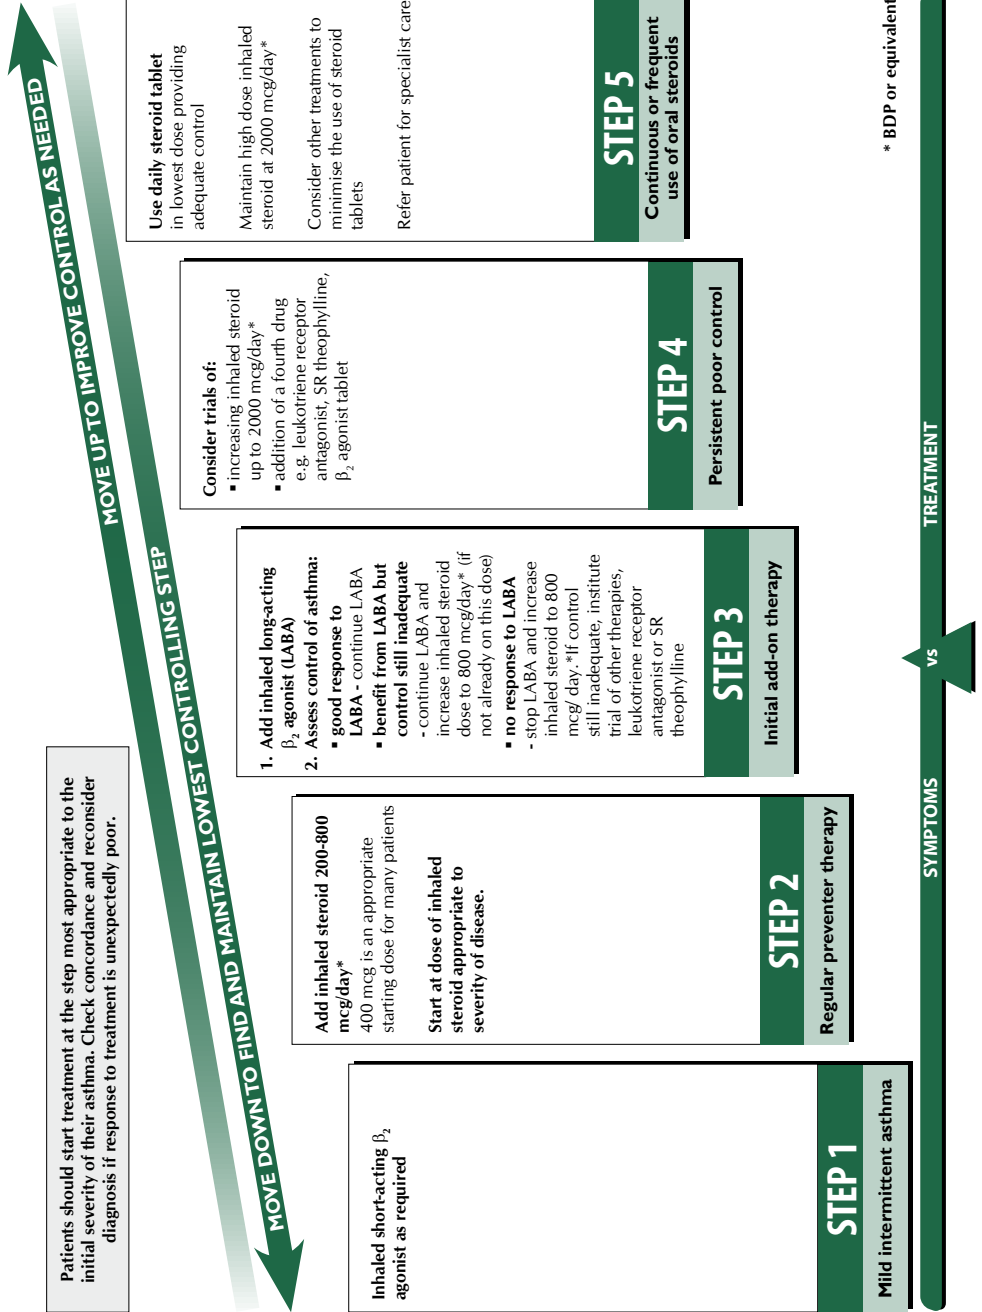 Patients should start treatment at the step most appropriate to the
initial severity of their asthma. Check concordance and reconsider
diagnosis if response to treatment is unexpectedly poor.
MOVE UP TO IMPROVE CONTROL AS NEEDED
MOVE DOWN TO FIND AND MAINTAIN LOWEST CONTROLLING STEP
Inhaled short-acting β₂
agonist as required
STEP 1
Mild intermittent asthma
Add inhaled steroid 200-800
mcg/day*
400 mcg is an appropriate
starting dose for many patients
Start at dose of inhaled
steroid appropriate to
severity of disease.
STEP 2
Regular preventer therapy
1. Add inhaled long-acting
β₂ agonist (LABA)
2. Assess control of asthma:
▪ good response to
LABA - continue LABA
▪ benefit from LABA but
control still inadequate
- continue LABA and
increase inhaled steroid
dose to 800 mcg/day* (if
not already on this dose)
▪ no response to LABA
- stop LABA and increase
inhaled steroid to 800
mcg/ day.*If control
still inadequate, institute
trial of other therapies,
leukotriene receptor
antagonist or SR
theophylline
STEP 3
Initial add-on therapy
Consider trials of:
▪ increasing inhaled steroid
up to 2000 mcg/day*
▪ addition of a fourth drug
e.g. leukotriene receptor
antagonist, SR theophylline,
β₂ agonist tablet
STEP 4
Persistent poor control
Use daily steroid tablet
in lowest dose providing
adequate control
Maintain high dose inhaled
steroid at 2000 mcg/day*
Consider other treatments to
minimise the use of steroid
tablets
Refer patient for specialist care
STEP 5
Continuous or frequent
use of oral steroids
* BDP or equivalent
SYMPTOMS vs TREATMENT